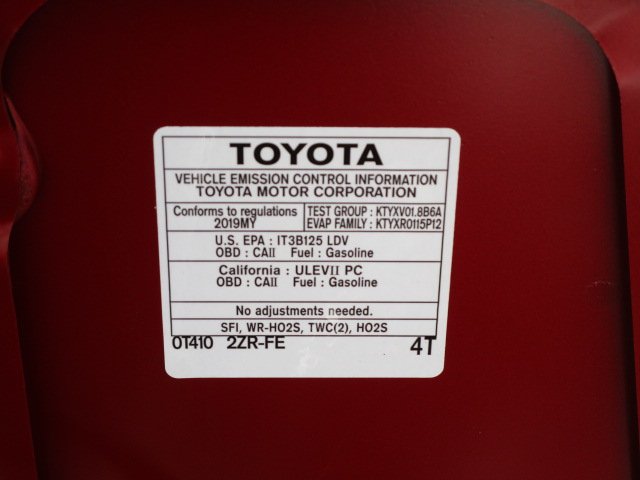 TOYOTA
VEHICLE EMISSION CONTROL INFORMATION
TOYOTA MOTOR CORPORATION
Conforms to regulations
2019MY
TEST GROUP : KTYXV01.8B6A
EVAP FAMILY : KTYXR0115P12
U.S. EPA : IT3B125 LDV
OBD : CAII Fuel : Gasoline
California : ULEVII PC
OBD : CAII Fuel : Gasoline
No adjustments needed.
SFI, WR-HO2S, TWC(2), HO2S
0T410 2ZR-FE 4T